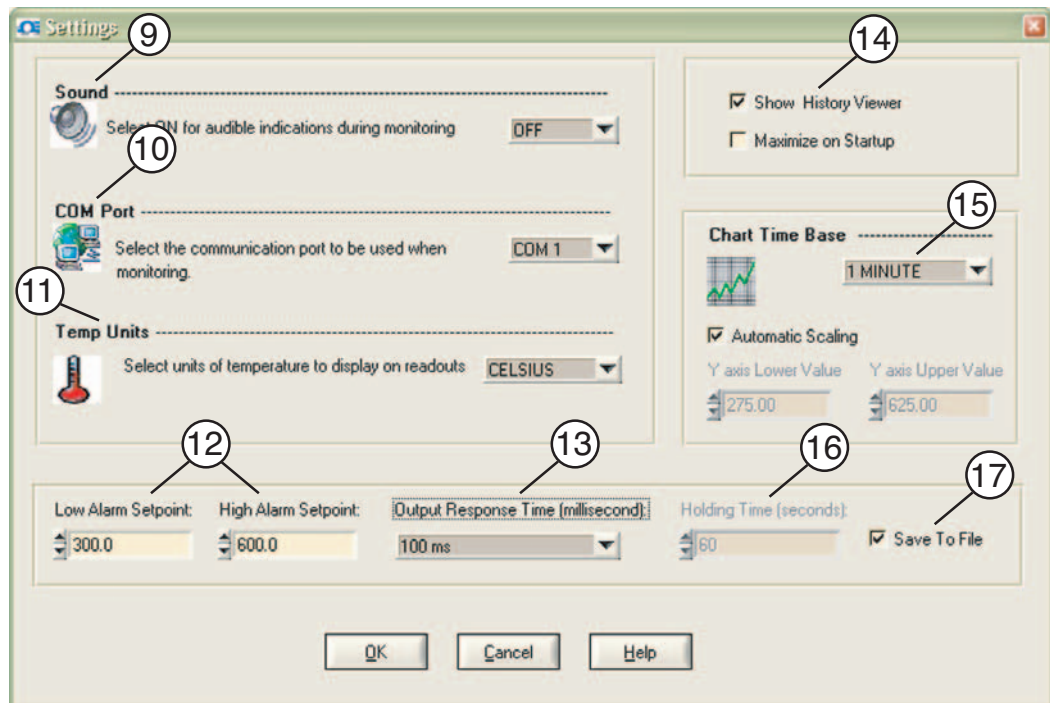 Settings
9
14
Sound
Select ON for audible indications during monitoring
OFF
Show History Viewer
Maximize on Startup
10
COM Port
Select the communication port to be used when
monitoring.
COM 1
15
Chart Time Base
1 MINUTE
Automatic Scaling
Y axis Lower Value
Y axis Upper Value
275.00
625.00
11
Temp Units
Select units of temperature to display on readouts
CELSIUS
12
13
16
17
Low Alarm Setpoint:
High Alarm Setpoint:
Output Response Time (millisecond):
Holding Time (seconds):
300.0
600.0
100 ms
60
Save To File
OK
Cancel
Help